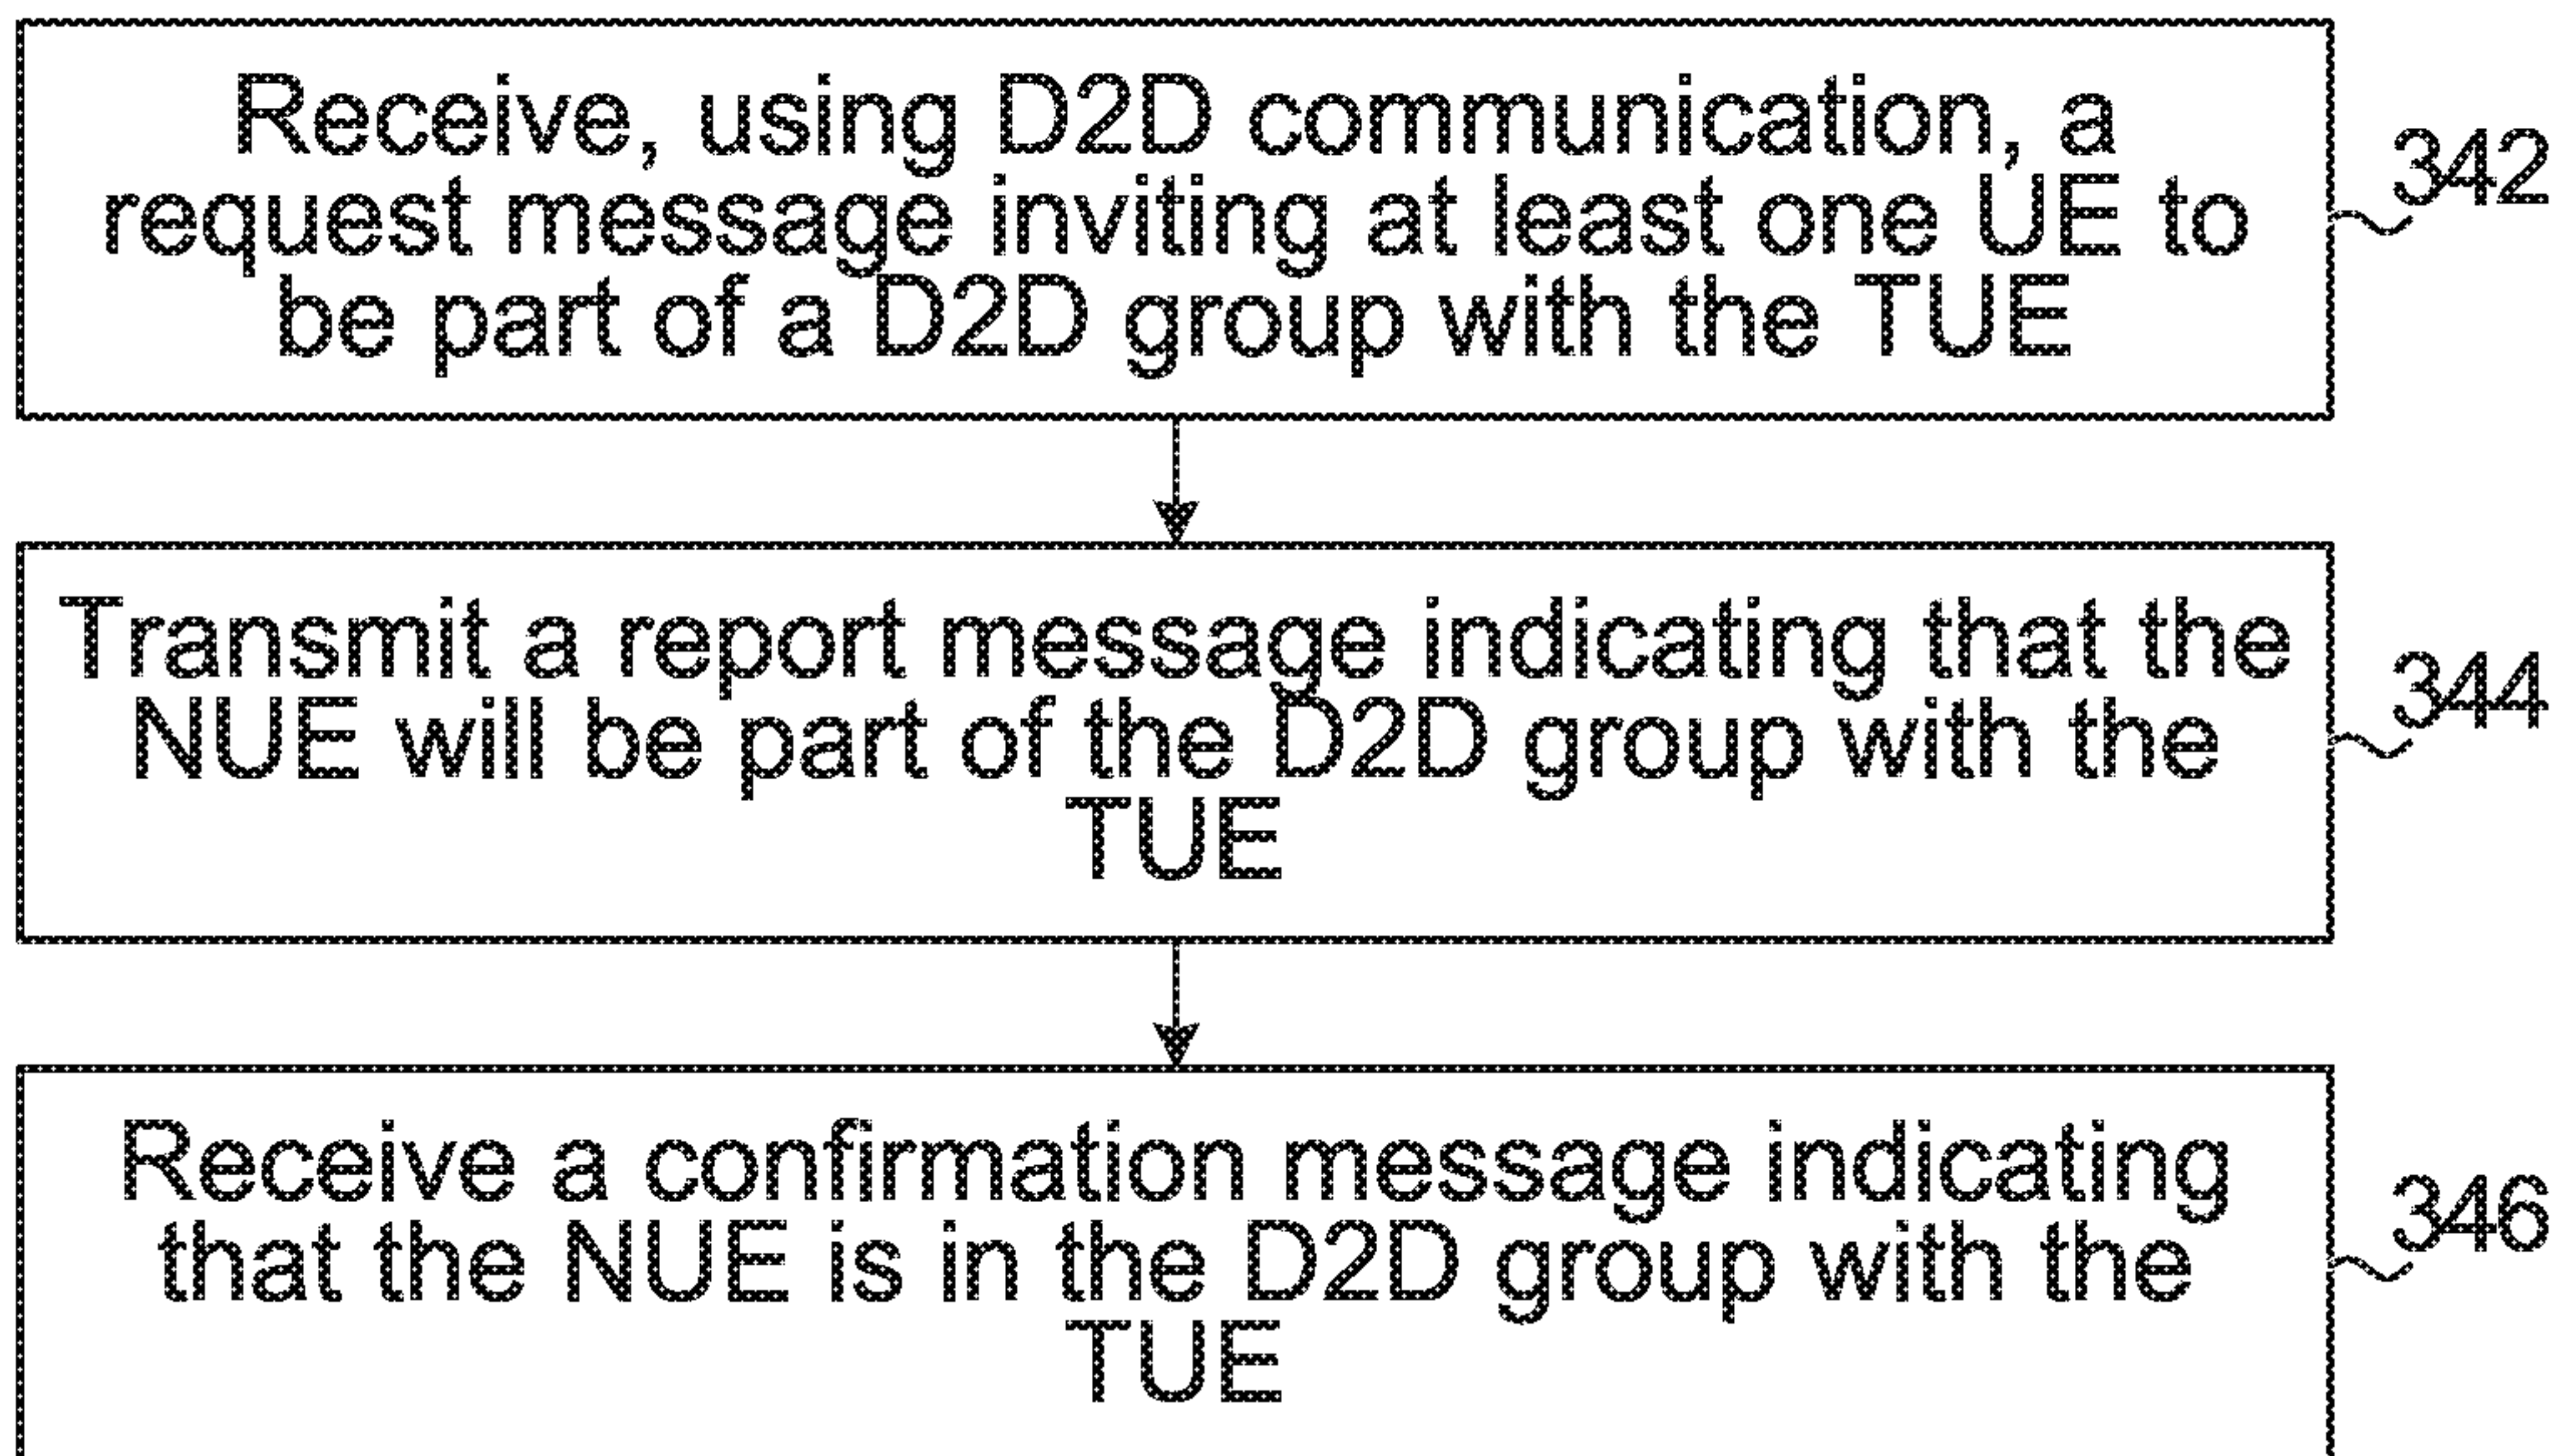 Receive, using D2D communication, a
request message inviting at least one UE to
be part of a D2D group with the TUE
342
Transmit a report message indicating that the
NUE will be part of the D2D group with the
TUE
344
Receive a confirmation message indicating
that the NUE is in the D2D group with the
TUE
346